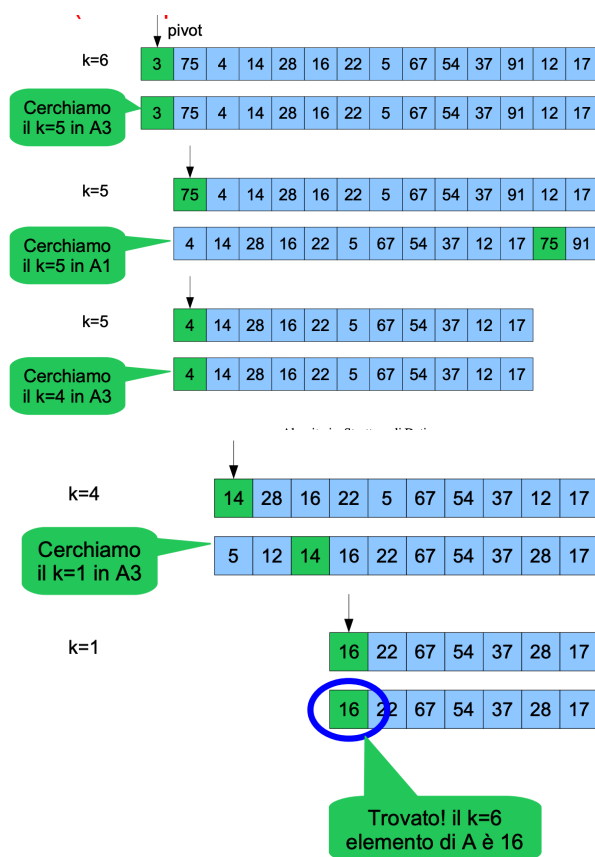 pivot
k=6
3 75 4 14 28 16 22 5 67 54 37 91 12 17
Cerchiamo
il k=5 in A3
3 75 4 14 28 16 22 5 67 54 37 91 12 17
k=5
75 4 14 28 16 22 5 67 54 37 91 12 17
Cerchiamo
il k=5 in A1
4 14 28 16 22 5 67 54 37 12 17 75 91
k=5
4 14 28 16 22 5 67 54 37 12 17
Cerchiamo
il k=4 in A3
4 14 28 16 22 5 67 54 37 12 17
k=4
14 28 16 22 5 67 54 37 12 17
Cerchiamo
il k=1 in A3
5 12 14 16 22 67 54 37 28 17
k=1
16 22 67 54 37 28 17
16 22 67 54 37 28 17
Trovato! il k=6
elemento di A è 16